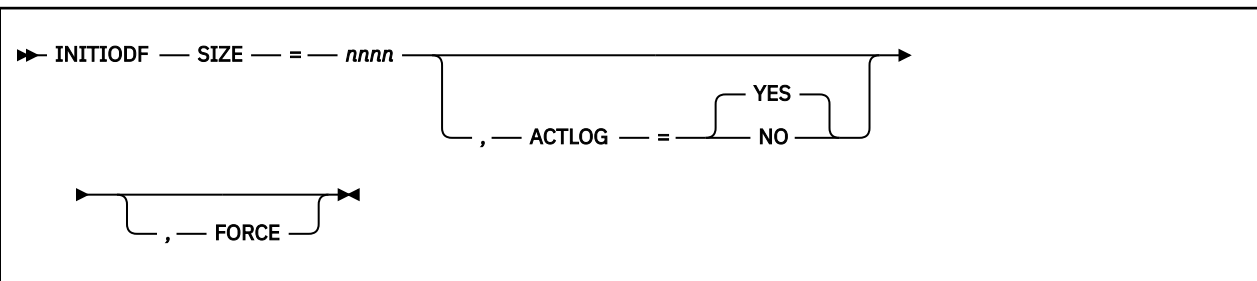 INITIODF SIZE = nnnn
YES
, ACTLOG = NO
, FORCE